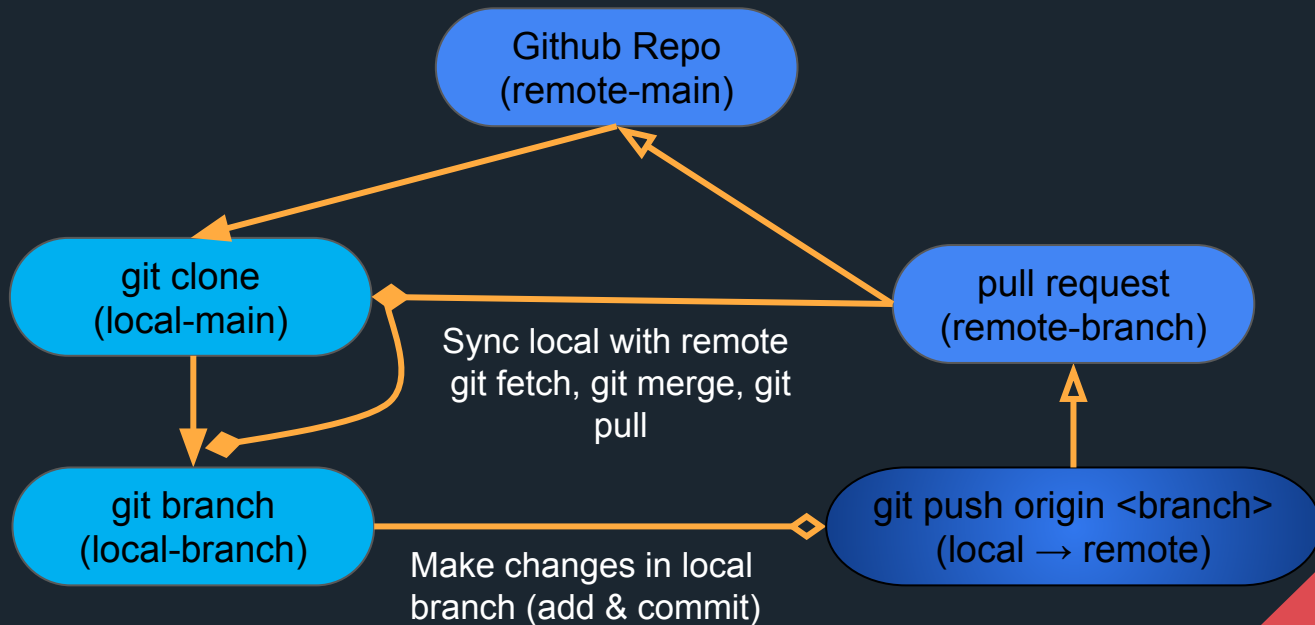 Github Repo
(remote-main)
git clone
(local-main)
pull request
(remote-branch)
Sync local with remote
git fetch, git merge, git
pull
git branch
(local-branch)
git push origin <branch>
(local → remote)
Make changes in local
branch (add & commit)